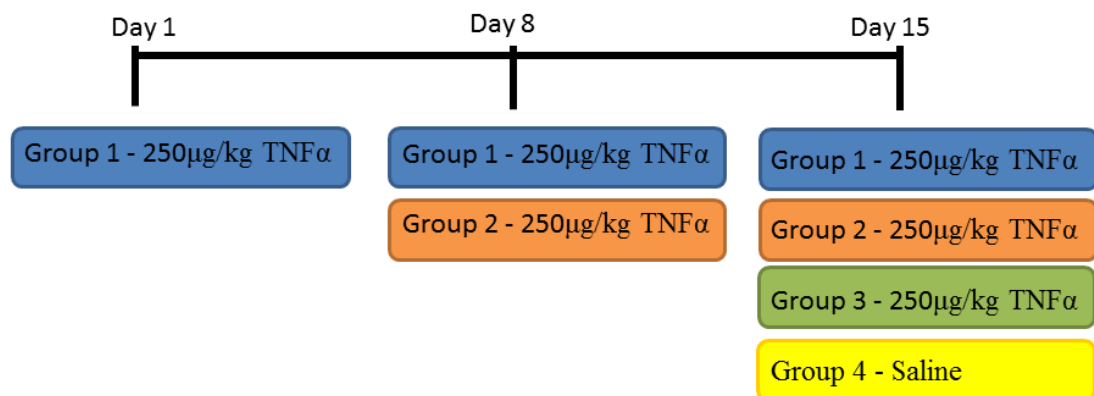 Day 1
Day 8
Day 15
Group 1 - 250μg/kg TNFα
Group 1 - 250μg/kg TNFα
Group 1 - 250μg/kg TNFα
Group 2 - 250μg/kg TNFα
Group 2 - 250μg/kg TNFα
Group 3 - 250μg/kg TNFα
Group 4 - Saline